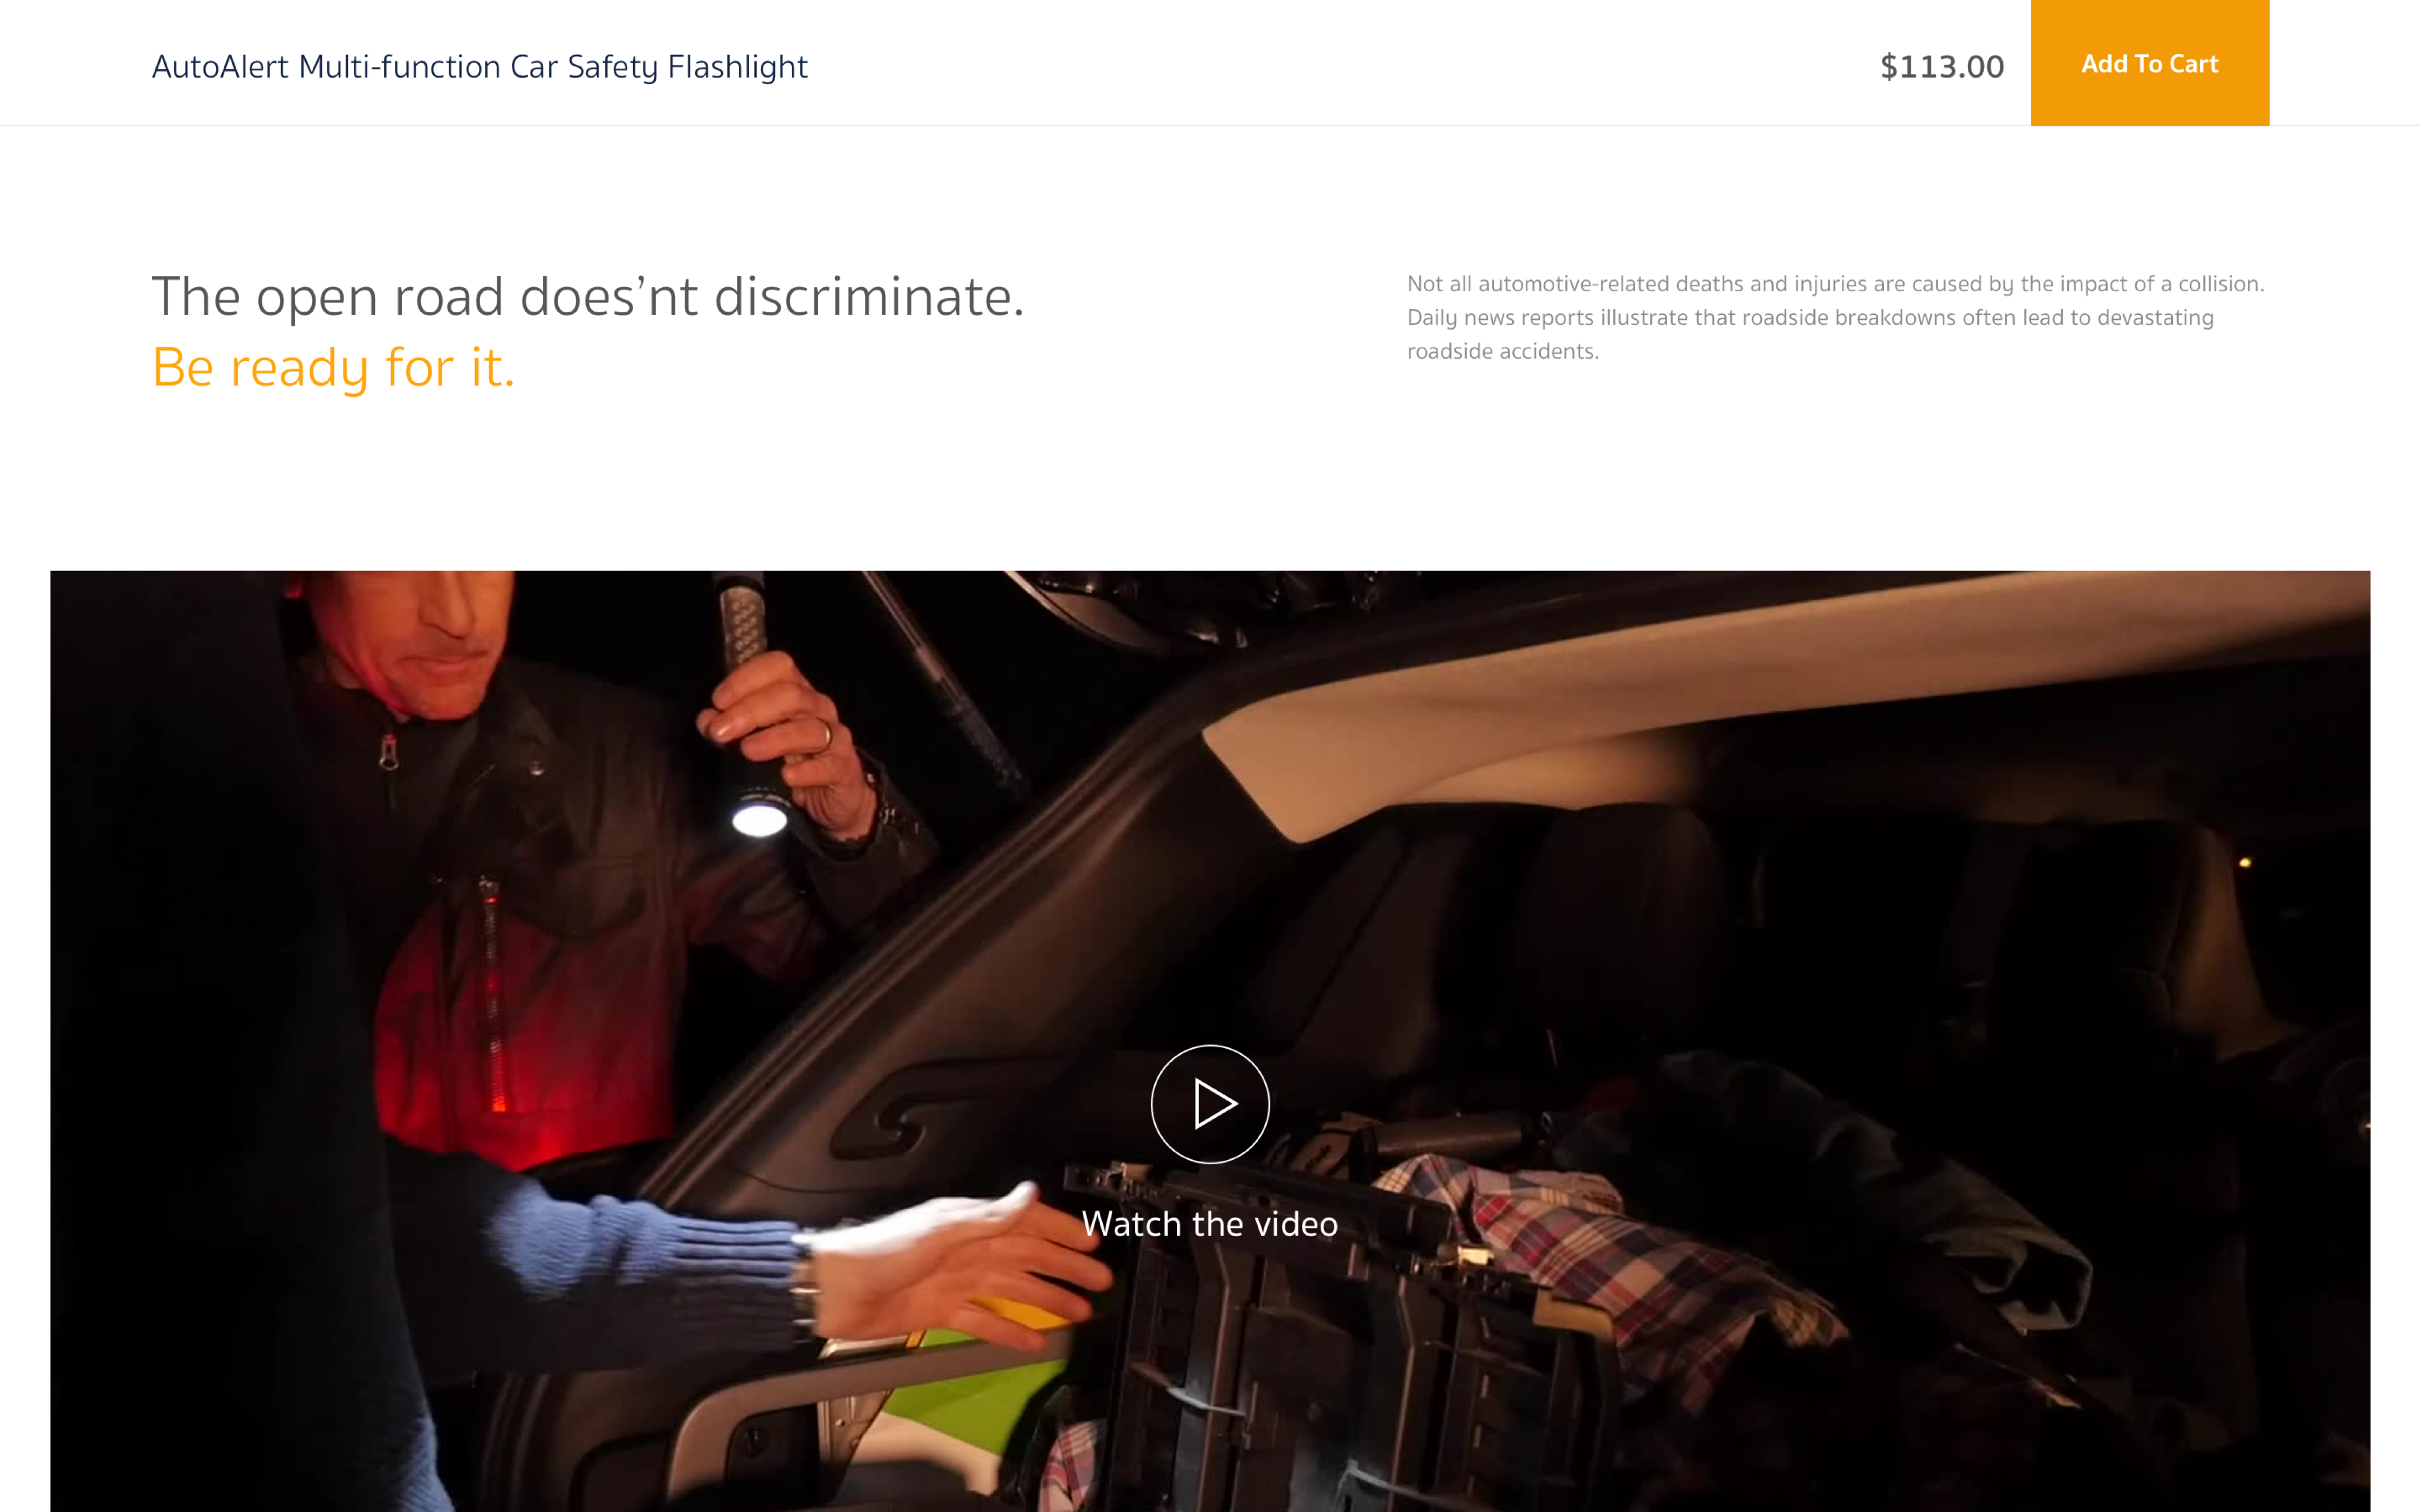 AutoAlert Multi-function Car Safety Flashlight
$113.00
Add To Cart
The open road does’nt discriminate.
Be ready for it.
Not all automotive-related deaths and injuries are caused by the impact of a collision.
Daily news reports illustrate that roadside breakdowns often lead to devastating
roadside accidents.
Watch the video